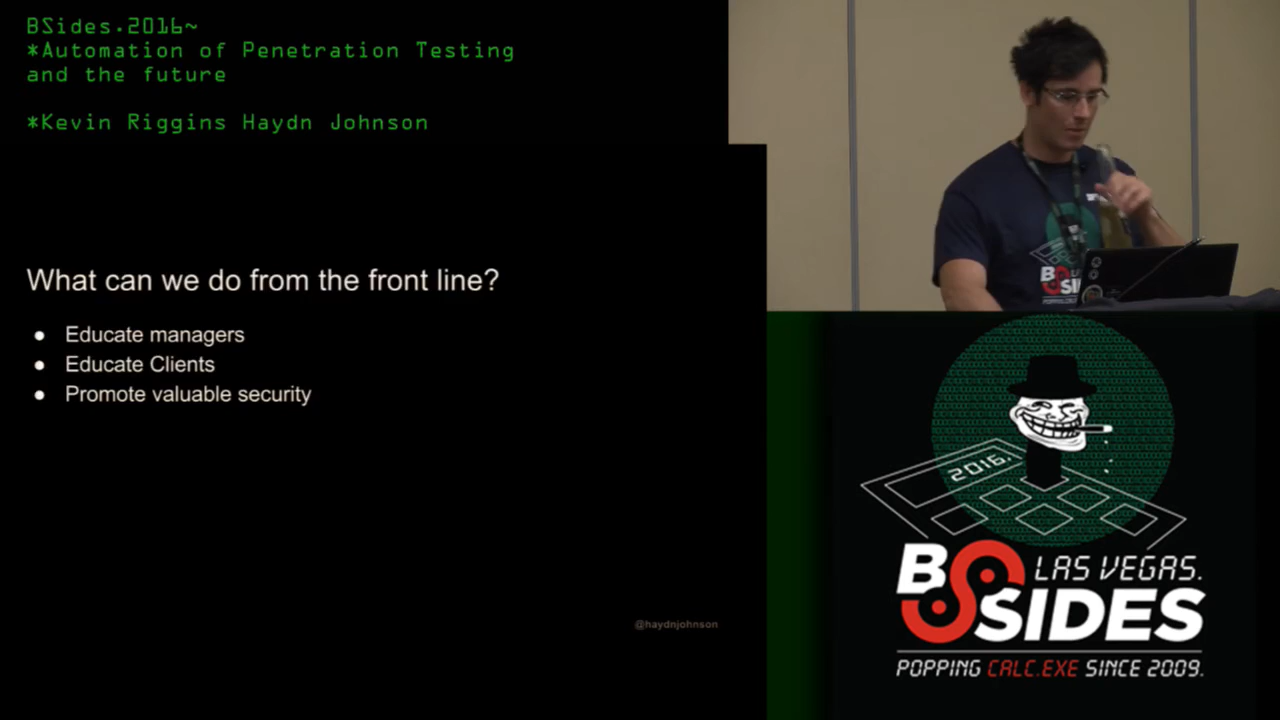 BSides.2016~
*Automation of Penetration Testing
and the future
*Kevin Riggins Haydn Johnson
What can we do from the front line?
● Educate managers
● Educate Clients
● Promote valuable security
@haydnjohnson
2016.
BSIDES
LAS VEGAS.
POPPING CALC.EXE SINCE 2009.